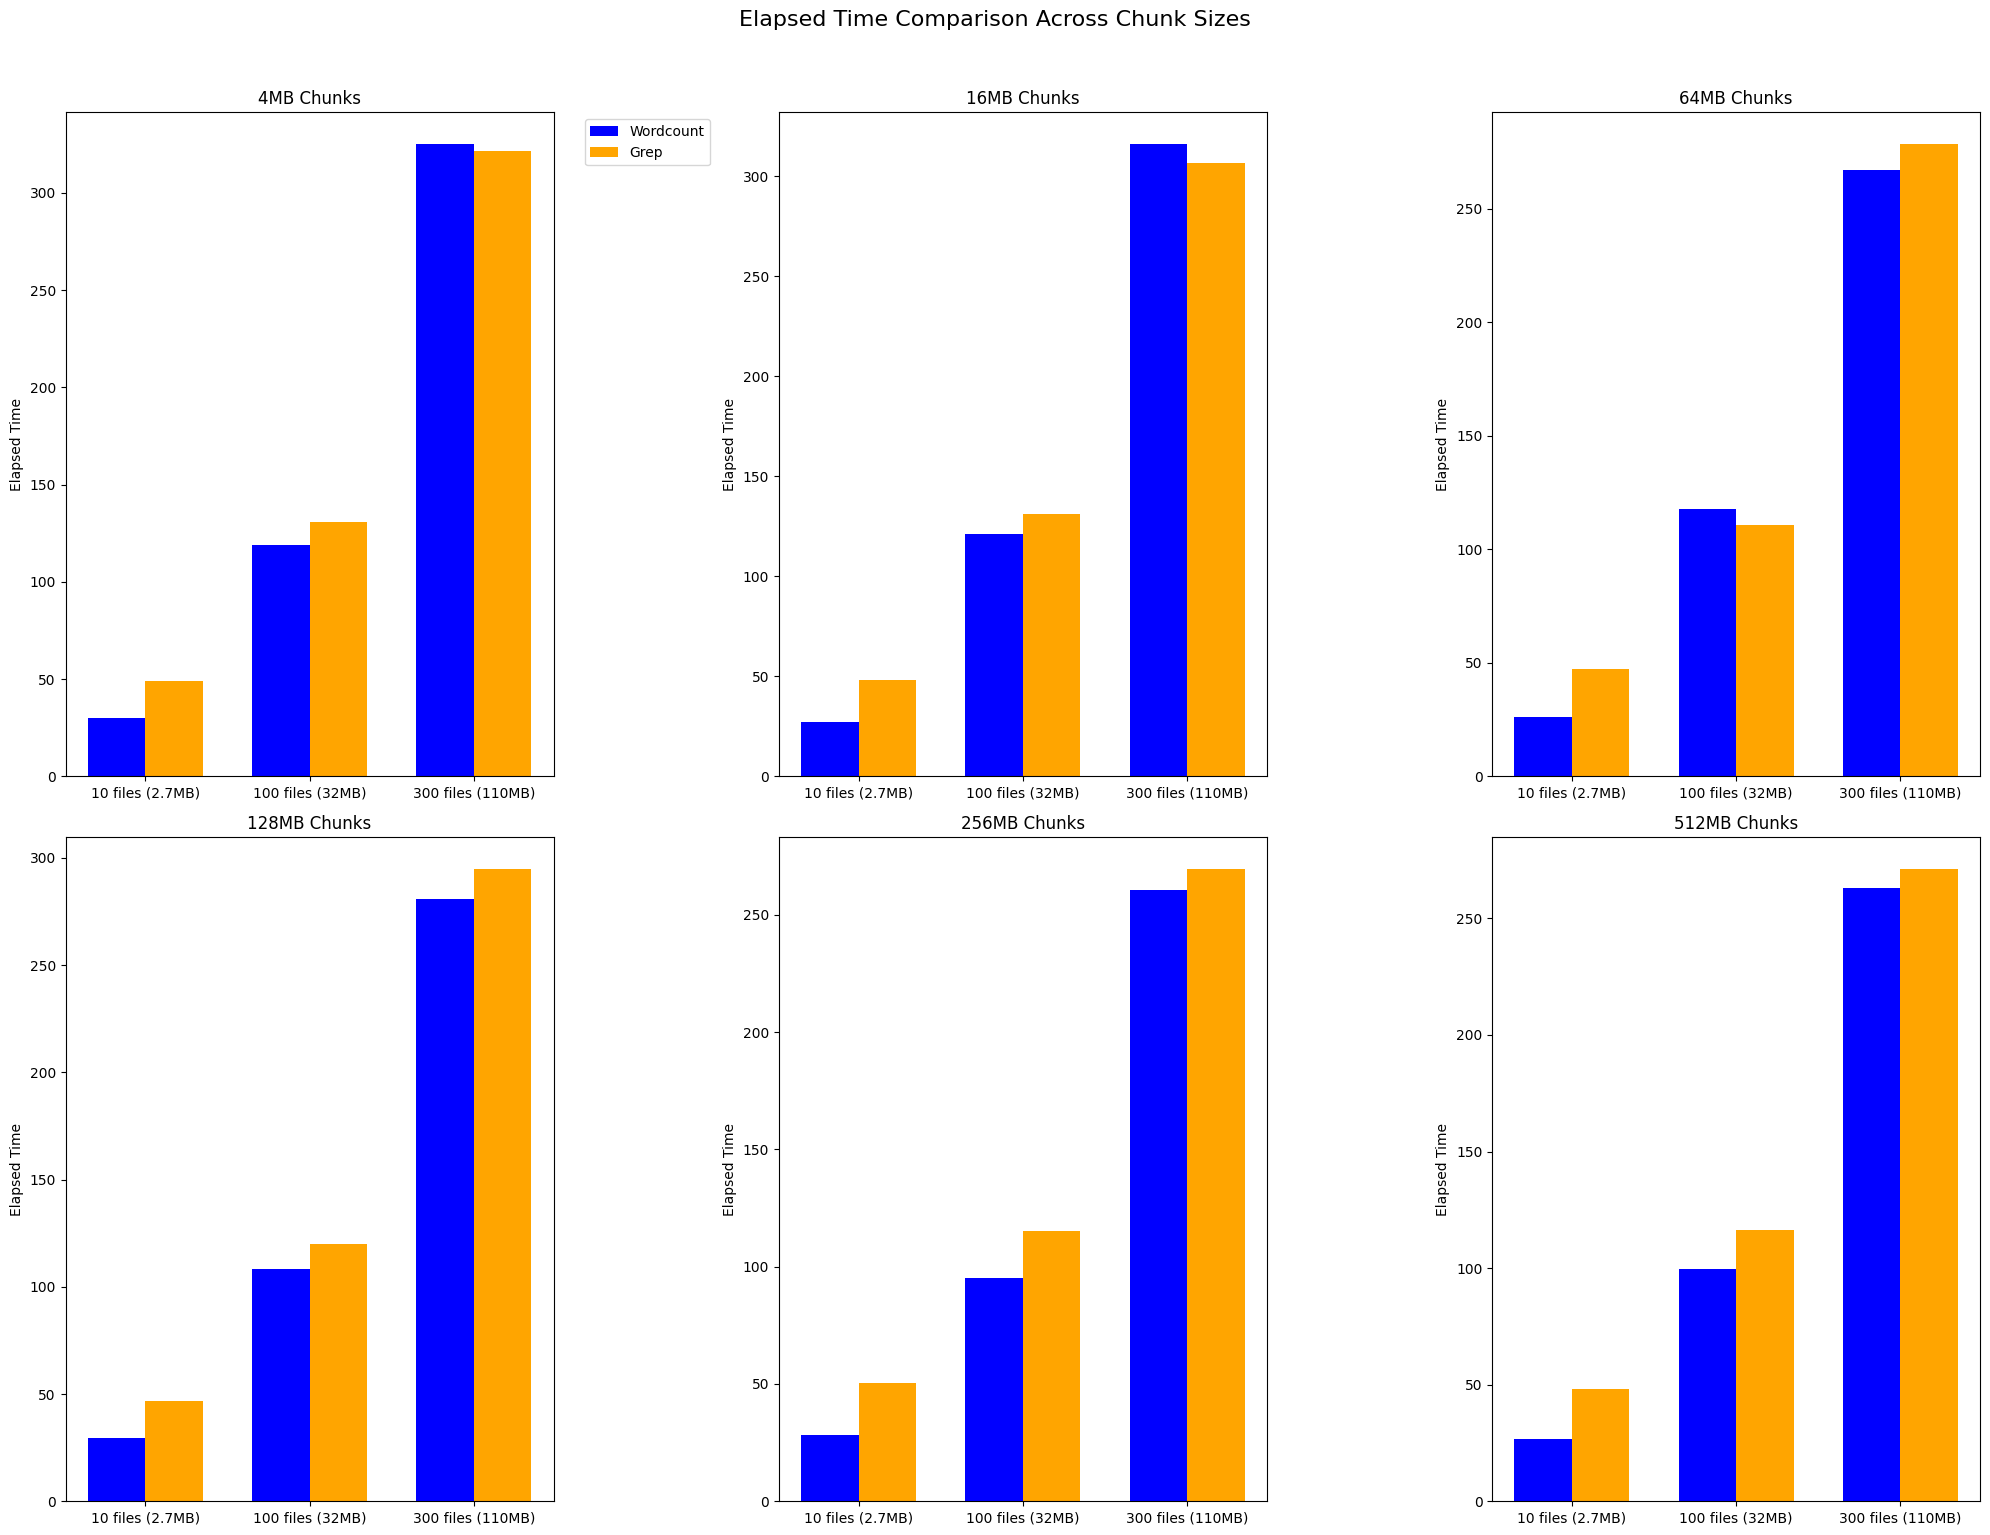 Elapsed Time Comparison Across Chunk Sizes
4MB Chunks
Elapsed Time
300
250
200
150
100
50
0
10 files (2.7MB) 100 files (32MB) 300 files (110MB)
Wordcount
Grep
16MB Chunks
Elapsed Time
300
250
200
150
100
50
0
10 files (2.7MB) 100 files (32MB) 300 files (110MB)
64MB Chunks
Elapsed Time
250
200
150
100
50
0
10 files (2.7MB) 100 files (32MB) 300 files (110MB)
128MB Chunks
Elapsed Time
300
250
200
150
100
50
0
10 files (2.7MB) 100 files (32MB) 300 files (110MB)
256MB Chunks
Elapsed Time
250
200
150
100
50
0
10 files (2.7MB) 100 files (32MB) 300 files (110MB)
512MB Chunks
Elapsed Time
250
200
150
100
50
0
10 files (2.7MB) 100 files (32MB) 300 files (110MB)